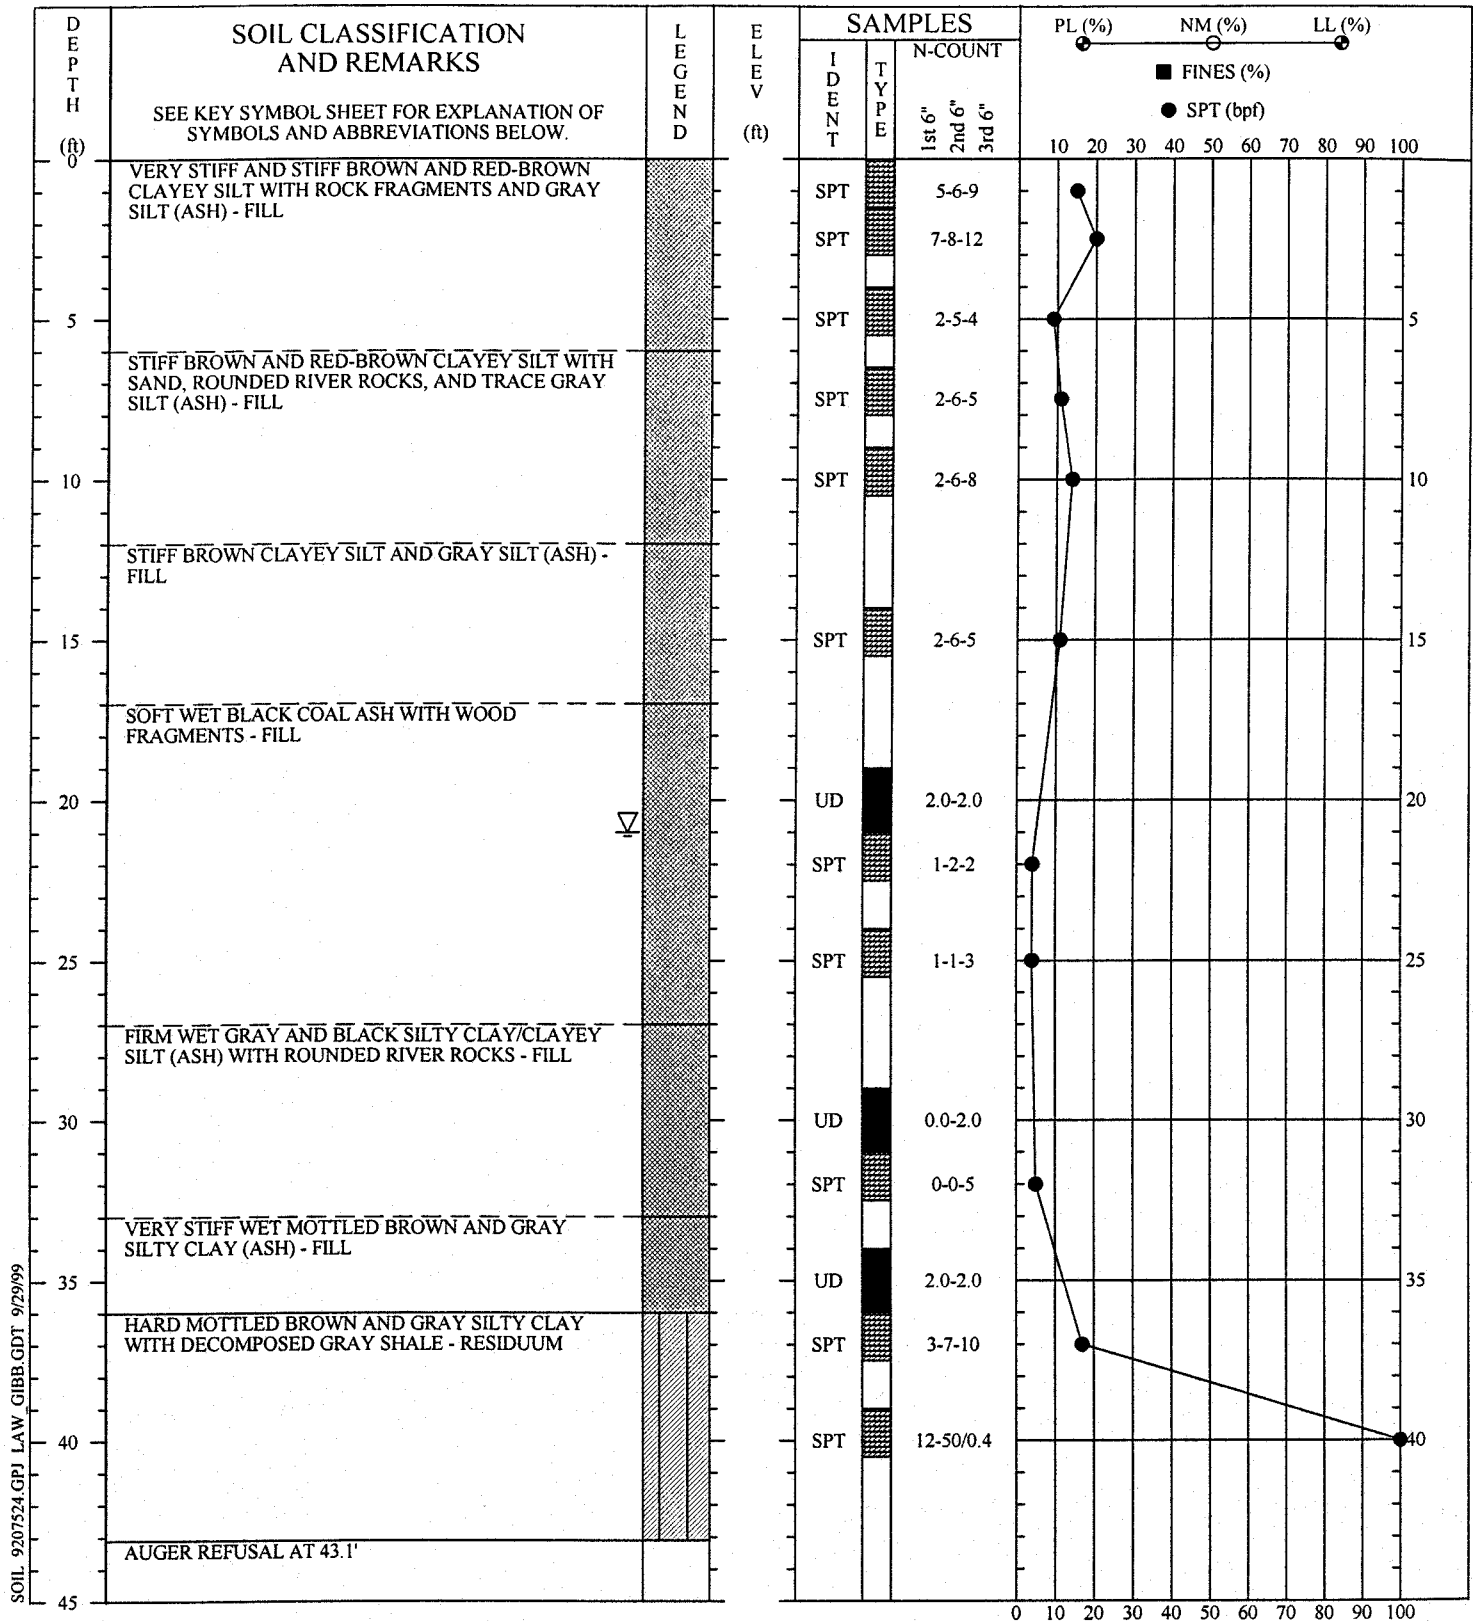 DEPTH (ft)
SOIL CLASSIFICATION
AND REMARKS
SEE KEY SYMBOL SHEET FOR EXPLANATION OF
SYMBOLS AND ABBREVIATIONS BELOW.
LEGEND
ELEV (ft)
SAMPLES
IDENT
TYPE
N-COUNT
1st 6"
2nd 6"
3rd 6"
PL (%) NM (%) LL (%)
FINES (%)
SPT (bpf)
10 20 30 40 50 60 70 80 90 100
0
VERY STIFF AND STIFF BROWN AND RED-BROWN
CLAYEY SILT WITH ROCK FRAGMENTS AND GRAY
SILT (ASH) - FILL
SPT 5-6-9
SPT 7-8-12
5 SPT 2-5-4 5
STIFF BROWN AND RED-BROWN CLAYEY SILT WITH
SAND, ROUNDED RIVER ROCKS, AND TRACE GRAY
SILT (ASH) - FILL
SPT 2-6-5
10 SPT 2-6-8 10
STIFF BROWN CLAYEY SILT AND GRAY SILT (ASH) -
FILL
15 SPT 2-6-5 15
SOFT WET BLACK COAL ASH WITH WOOD
FRAGMENTS - FILL
20 UD 2.0-2.0 20
SPT 1-2-2
25 SPT 1-1-3 25
FIRM WET GRAY AND BLACK SILTY CLAY/CLAYEY
SILT (ASH) WITH ROUNDED RIVER ROCKS - FILL
30 UD 0.0-2.0 30
SPT 0-0-5
VERY STIFF WET MOTTLED BROWN AND GRAY
SILTY CLAY (ASH) - FILL
35 UD 2.0-2.0 35
HARD MOTTLED BROWN AND GRAY SILTY CLAY
WITH DECOMPOSED GRAY SHALE - RESIDUUM
SPT 3-7-10
40 SPT 12-50/0.4 40
AUGER REFUSAL AT 43.1'
45
0 10 20 30 40 50 60 70 80 90 100
SOIL 9207524.GPJ LAW_GIBB.GDT 9/29/99